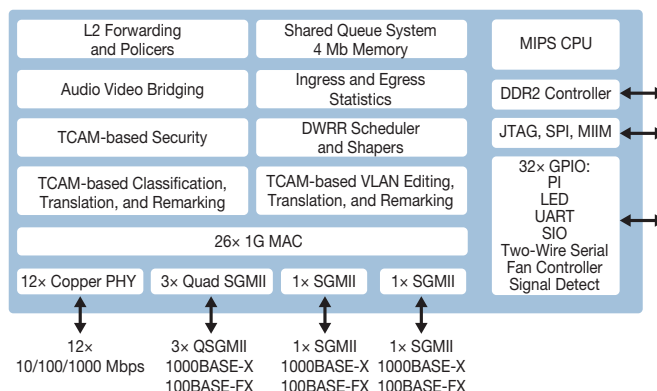 L2 Forwarding
and Policers
Shared Queue System
4 Mb Memory
MIPS CPU
Audio Video Bridging
Ingress and Egress
Statistics
DDR2 Controller
TCAM-based Security
DWRR Scheduler
and Shapers
JTAG, SPI, MIIM
TCAM-based Classification,
Translation, and Remarking
TCAM-based VLAN Editing,
Translation, and Remarking
32× GPIO:
PI
LED
UART
SIO
Two-Wire Serial
Fan Controller
Signal Detect
26× 1G MAC
12× Copper PHY
3× Quad SGMII
1× SGMII
1× SGMII
12×
10/100/1000 Mbps
3× QSGMII
1000BASE-X
100BASE-FX
1× SGMII
1000BASE-X
100BASE-FX
1× SGMII
1000BASE-X
100BASE-FX